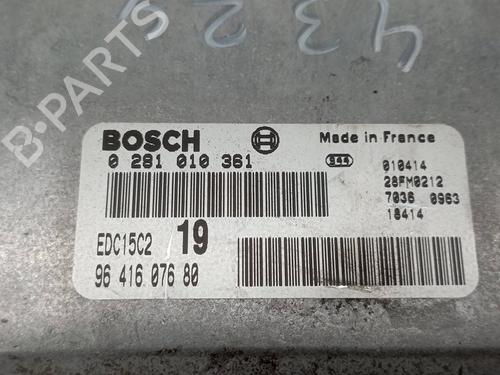 B-PARTS
BOSCH
Made in France
0 281 010 361
944
010414
28FM0212
7036 0963
18414
EDC15C2 19
96 416 076 80